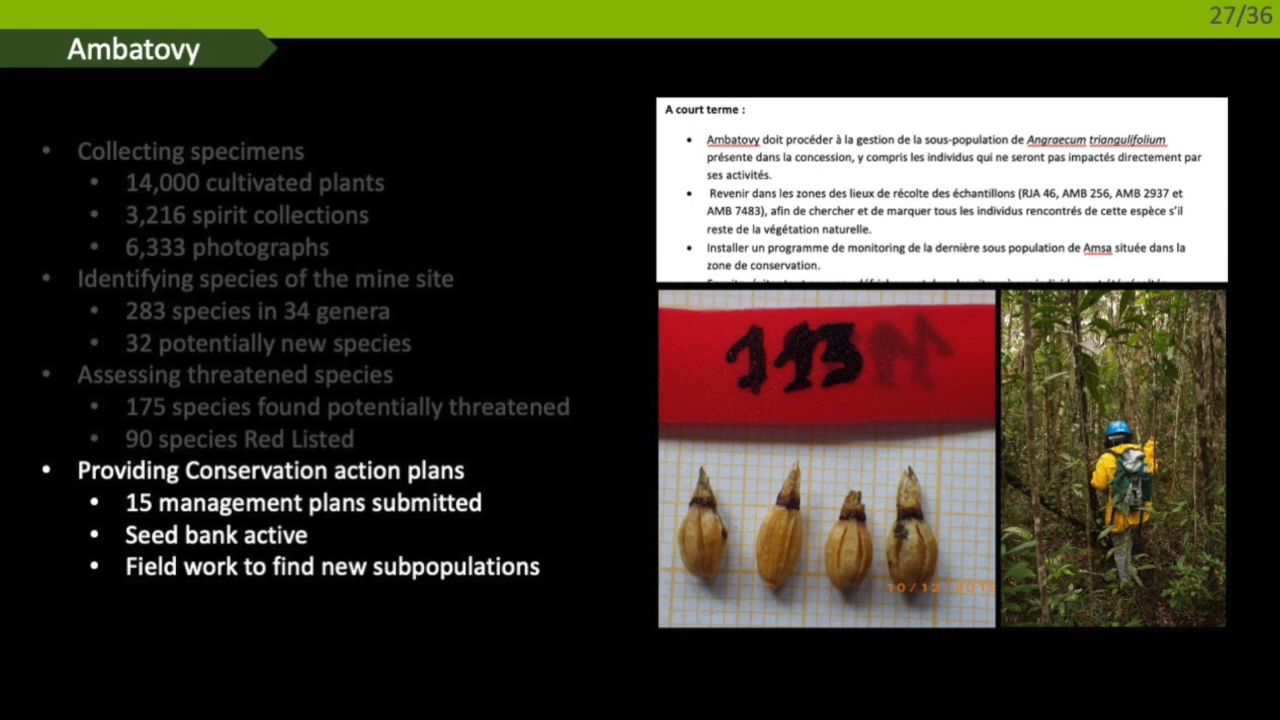 27/36
Ambatovy
• Collecting specimens
• 14,000 cultivated plants
• 3,216 spirit collections
• 6,333 photographs
• Identifying species of the mine site
• 283 species in 34 genera
• 32 potentially new species
• Assessing threatened species
• 175 species found potentially threatened
• 90 species Red Listed
• Providing Conservation action plans
• 15 management plans submitted
• Seed bank active
• Field work to find new subpopulations
A court terme :
• Ambatovy doit procéder à la gestion de la sous-population de Angraecum triangulifolium
présente dans la concession, y compris les individus qui ne seront pas impactés directement par
ses activités.
• Revenir dans les zones des lieux de récolte des échantillons (RJA 46, AMB 256, AMB 2937 et
AMB 7483), afin de chercher et de marquer tous les individus rencontrés de cette espèce s'il
reste de la végétation naturelle.
• Installer un programme de monitoring de la dernière sous population de Amsa située dans la
zone de conservation.
113 M
10/12/201